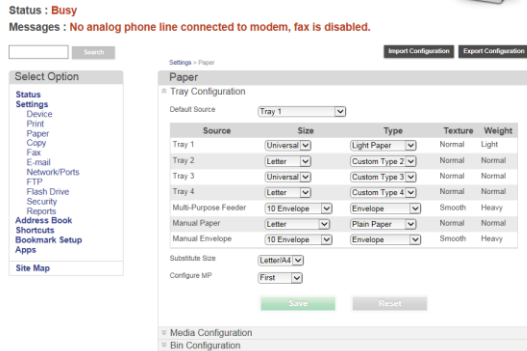 Status : Busy
Messages : No analog phone line connected to modem, fax is disabled.
Search
Import Configuration Export Configuration
Settings > Paper
Select Option
Status
Settings
Device
Print
Paper
Copy
Fax
E-mail
Network/Ports
FTP
Flash Drive
Security
Reports
Address Book
Shortcuts
Bookmark Setup
Apps
Site Map
Paper
Tray Configuration
Default Source Tray 1
Source Size Type Texture Weight
Tray 1 Universal Light Paper Normal Light
Tray 2 Letter Custom Type 2 Normal Normal
Tray 3 Universal Custom Type 3 Normal Normal
Tray 4 Letter Custom Type 4 Normal Normal
Multi-Purpose Feeder 10 Envelope Envelope Smooth Heavy
Manual Paper Letter Plain Paper Normal Normal
Manual Envelope 10 Envelope Envelope Smooth Heavy
Substitute Size Letter/A4
Configure MP First
Save Reset
Media Configuration
Bin Configuration